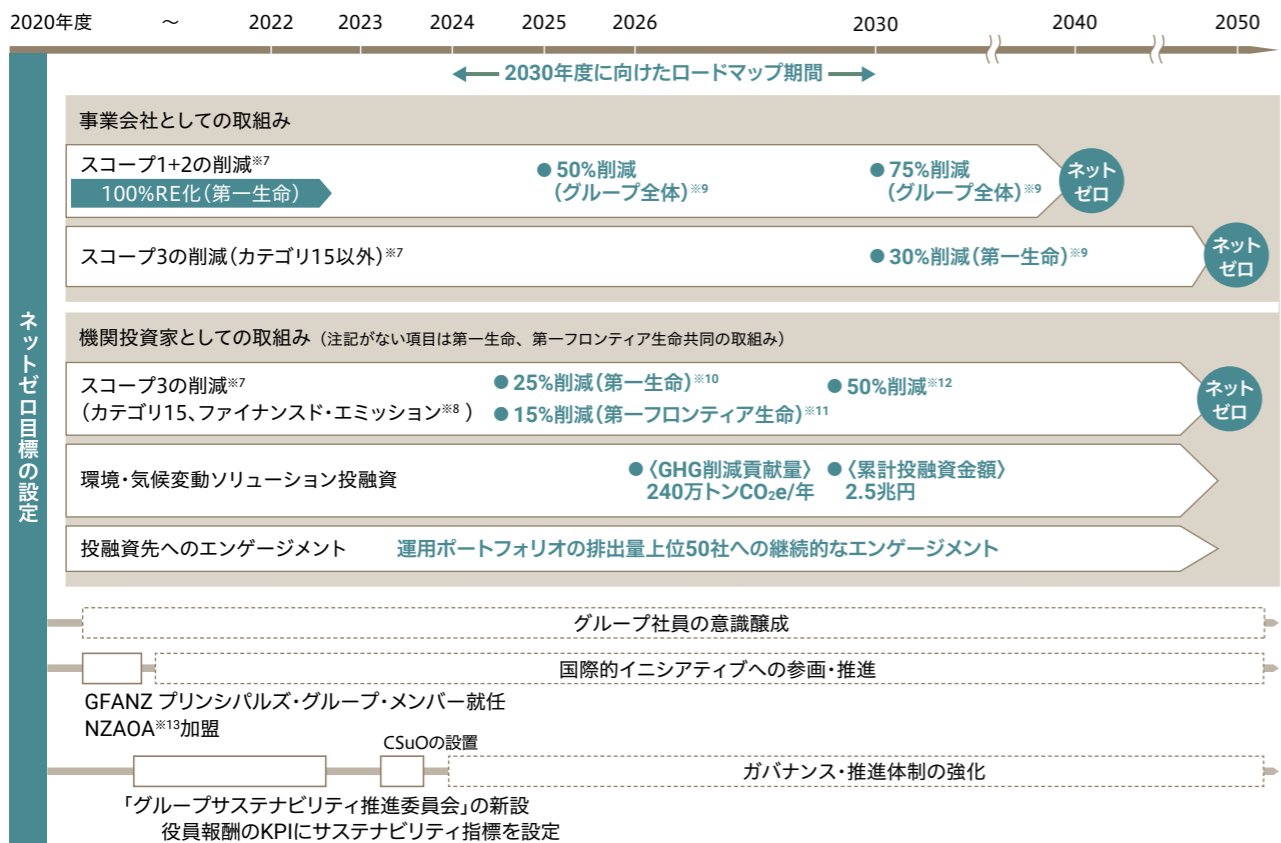 2020年度 ～ 2022 2023 2024 2025 2026 2030 2040 2050
2030年度に向けたロードマップ期間
ネットゼロ目標の設定
事業会社としての取組み
スコープ1+2の削減※7
100%RE化（第一生命）
●50%削減
（グループ全体）※9
●75%削減
（グループ全体）※9
ネット
ゼロ
スコープ3の削減（カテゴリ15以外）※7
●30%削減（第一生命）※9
ネット
ゼロ
機関投資家としての取組み（注記がない項目は第一生命、第一フロンティア生命共同の取組み）
スコープ3の削減※7
（カテゴリ15、ファイナンスド・エミッション※8）
●25%削減（第一生命）※10
●15%削減（第一フロンティア生命）※11
●50%削減※12
ネット
ゼロ
環境・気候変動ソリューション投融資
●〈GHG削減貢献量〉
240万トンCO₂e/年
●〈累計投融資金額〉
2.5兆円
投融資先へのエンゲージメント
運用ポートフォリオの排出量上位50社への継続的なエンゲージメント
グループ社員の意識醸成
国際的イニシアティブへの参画・推進
GFANZ プリンシパルズ・グループ・メンバー就任
NZAOA※13加盟
CSuOの設置
ガバナンス・推進体制の強化
「グループサステナビリティ推進委員会」の新設
役員報酬のKPIにサステナビリティ指標を設定